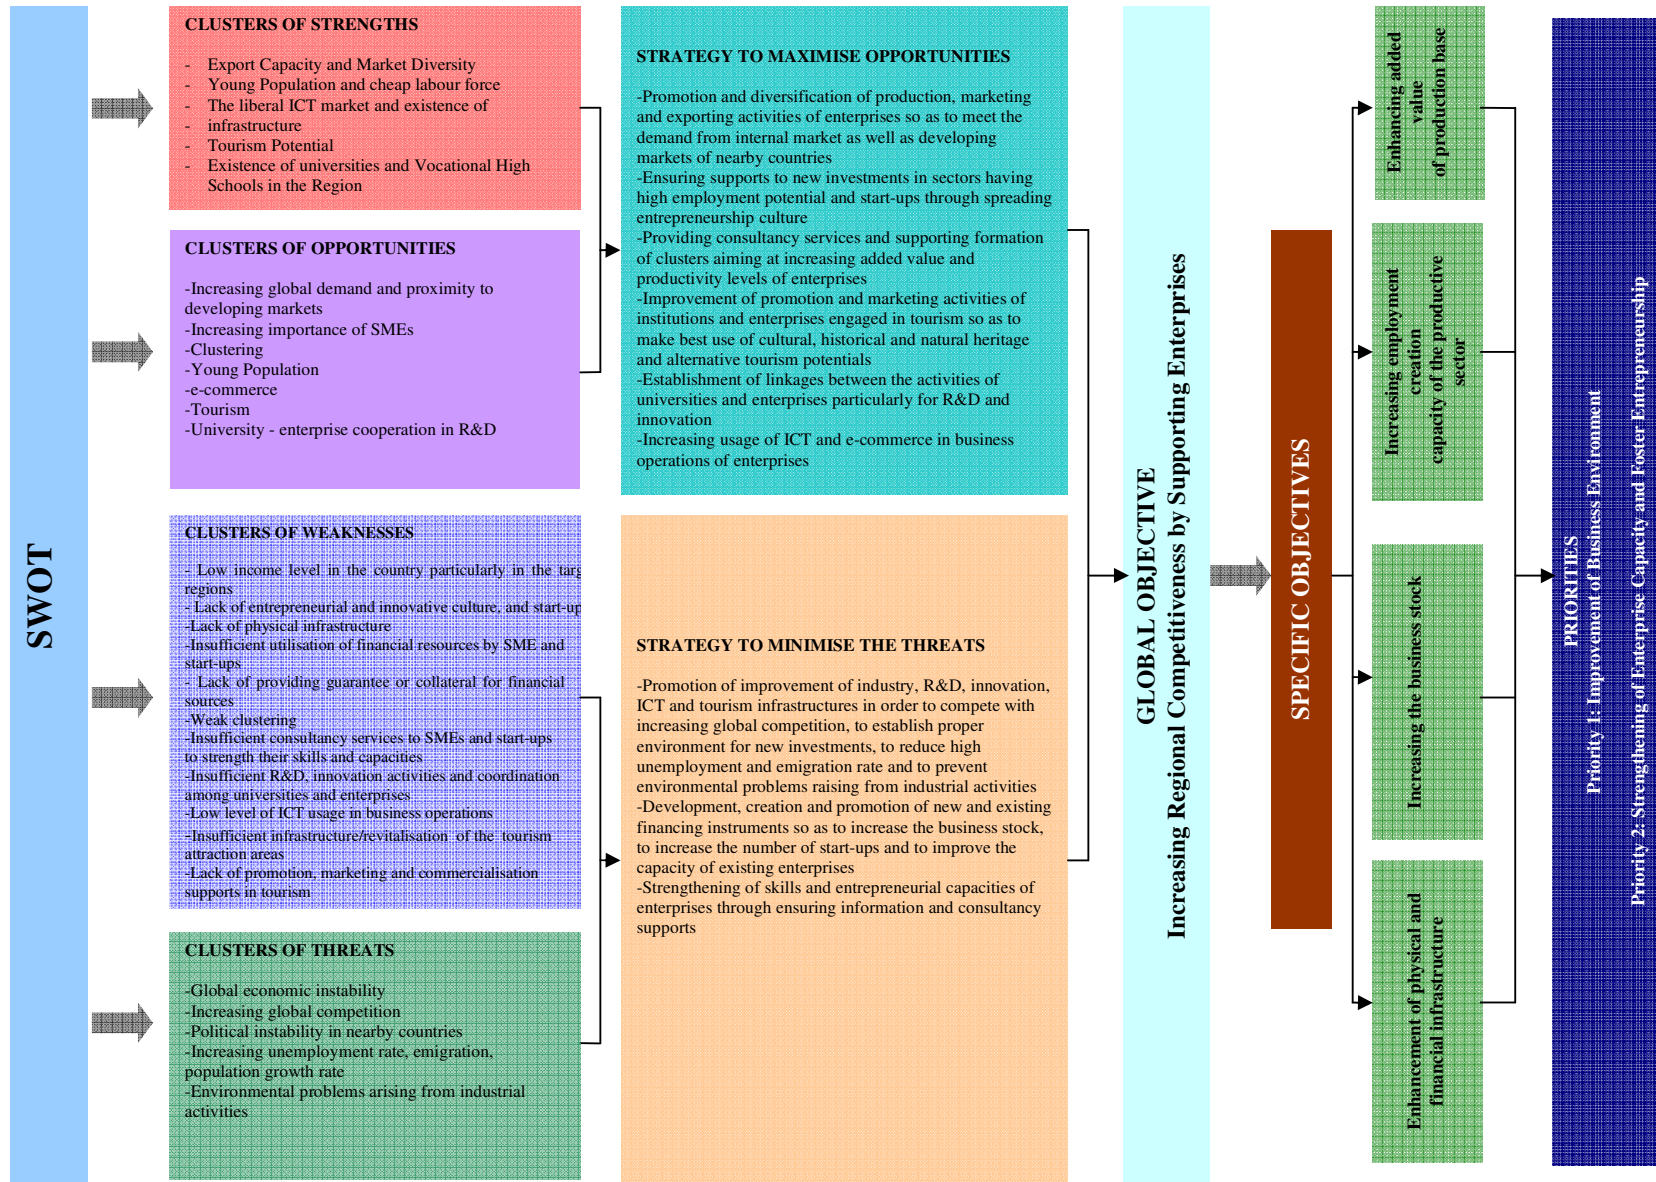 SWOT
CLUSTERS OF STRENGTHS
- Export Capacity and Market Diversity
- Young Population and cheap labour force
- The liberal ICT market and existence of
- infrastructure
- Tourism Potential
- Existence of universities and Vocational High
Schools in the Region
CLUSTERS OF OPPORTUNITIES
-Increasing global demand and proximity to
developing markets
-Increasing importance of SMEs
-Clustering
-Young Population
-e-commerce
-Tourism
-University - enterprise cooperation in R&D
CLUSTERS OF WEAKNESSES
- Low income level in the country particularly in the targ
regions
- Lack of entrepreneurial and innovative culture, and start-up
-Lack of physical infrastructure
-Insufficient utilisation of financial resources by SME and
start-ups
- Lack of providing guarantee or collateral for financial
sources
-Weak clustering
-Insufficient consultancy services to SMEs and start-ups
to strength their skills and capacities
-Insufficient R&D, innovation activities and coordination
among universities and enterprises
-Low level of ICT usage in business operations
-Insufficient infrastructure/revitalisation of the tourism
attraction areas
-Lack of promotion, marketing and commercialisation
supports in tourism
CLUSTERS OF THREATS
-Global economic instability
-Increasing global competition
-Political instability in nearby countries
-Increasing unemployment rate, emigration,
population growth rate
-Environmental problems arising from industrial
activities
STRATEGY TO MAXIMISE OPPORTUNITIES
-Promotion and diversification of production, marketing
and exporting activities of enterprises so as to meet the
demand from internal market as well as developing
markets of nearby countries
-Ensuring supports to new investments in sectors having
high employment potential and start-ups through spreading
entrepreneurship culture
-Providing consultancy services and supporting formation
of clusters aiming at increasing added value and
productivity levels of enterprises
-Improvement of promotion and marketing activities of
institutions and enterprises engaged in tourism so as to
make best use of cultural, historical and natural heritage
and alternative tourism potentials
-Establishment of linkages between the activities of
universities and enterprises particularly for R&D and
innovation
-Increasing usage of ICT and e-commerce in business
operations of enterprises
STRATEGY TO MINIMISE THE THREATS
-Promotion of improvement of industry, R&D, innovation,
ICT and tourism infrastructures in order to compete with
increasing global competition, to establish proper
environment for new investments, to reduce high
unemployment and emigration rate and to prevent
environmental problems raising from industrial activities
-Development, creation and promotion of new and existing
financing instruments so as to increase the business stock,
to increase the number of start-ups and to improve the
capacity of existing enterprises
-Strengthening of skills and entrepreneurial capacities of
enterprises through ensuring information and consultancy
supports
GLOBAL OBJECTIVE
Increasing Regional Competitiveness by Supporting Enterprises
SPECIFIC OBJECTIVES
Enhancing added
value
of production base
Increasing employment
creation
capacity of the productive
sector
Increasing the business stock
Enhancement of physical and
financial infrastructure
PRIORITIES
Priority 1: Improvement of Business Environment
Priority 2: Strengthening of Enterprise Capacity and Foster Entrepreneurship